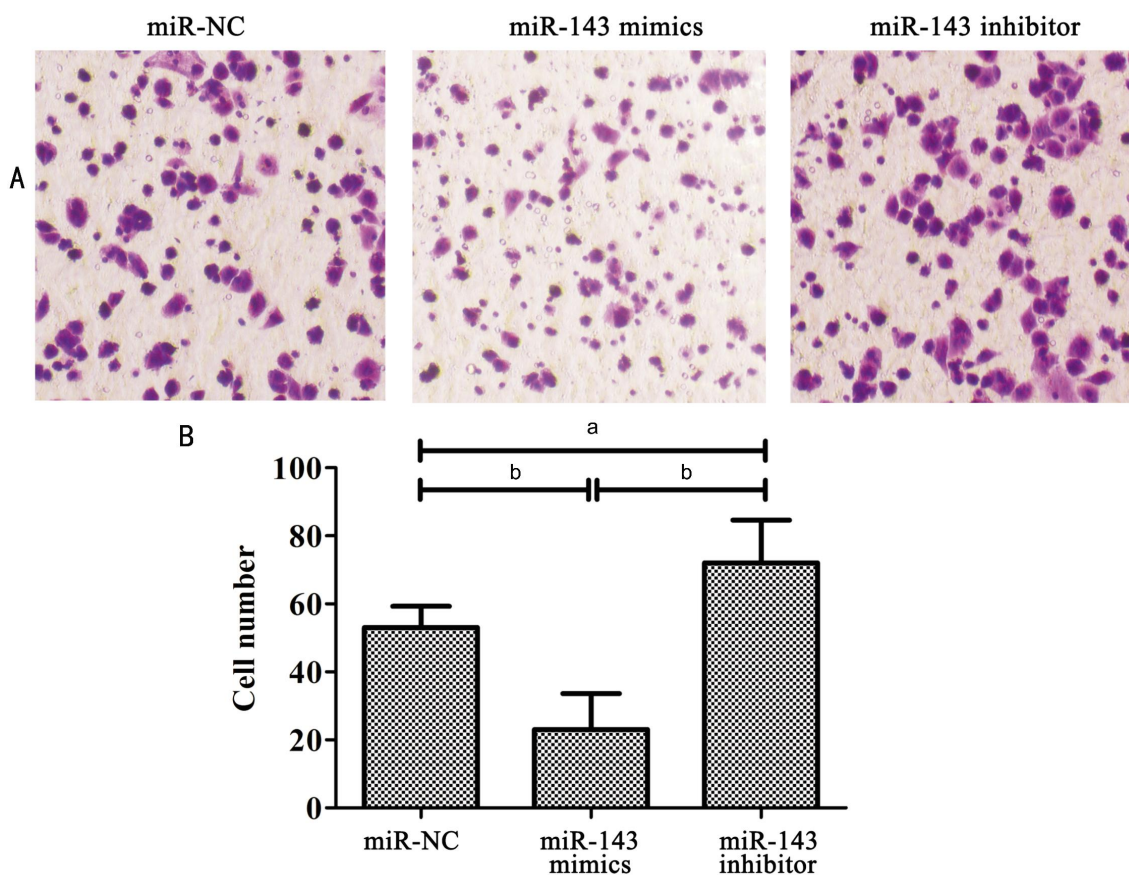 miR-NC miR-143 mimics miR-143 inhibitor
A
B
a
b b
100
80
60
40
20
0
Cell number
miR-NC
miR-143
mimics
miR-143
inhibitor